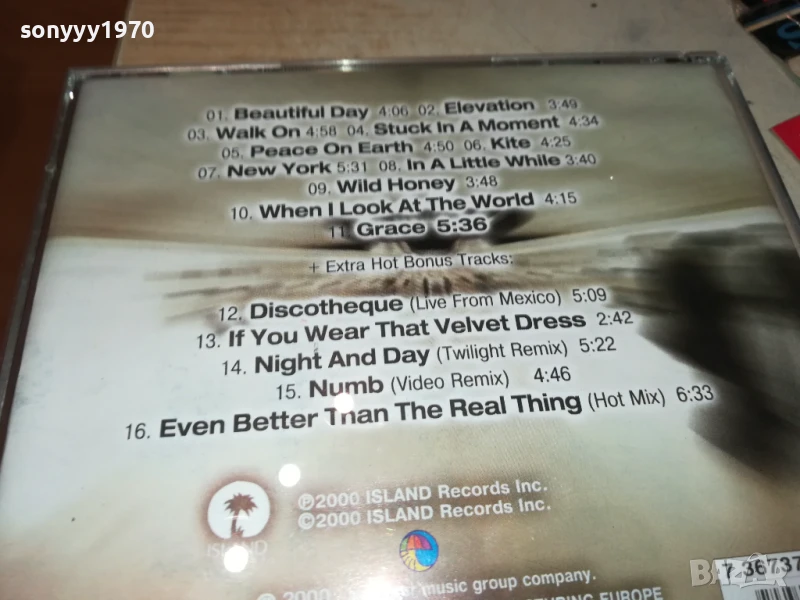 sonyyy1970
01. Beautiful Day 4:06 02. Elevation 3:49
03. Walk On 4:58 04. Stuck In A Moment 4:34
05. Peace On Earth 4:50 06. Kite 4:25
07. New York 5:31 08. In A Little While 3:40
09. Wild Honey 3:48
10. When I Look At The World 4:15
11 Grace 5:36
+ Extra Hot Bonus Tracks:
12. Discotheque (Live From Mexico) 5:09
13. If You Wear That Velvet Dress 2:42
14. Night And Day (Twilight Remix) 5:22
15. Numb (Video Remix) 4:46
16. Even Better Than The Real Thing (Hot Mix) 6:33
℗2000 ISLAND Records Inc.
©2000 ISLAND Records Inc.
ISLAND
℗ 2000 music group company.
EUROPE
7 36737
BAZAR